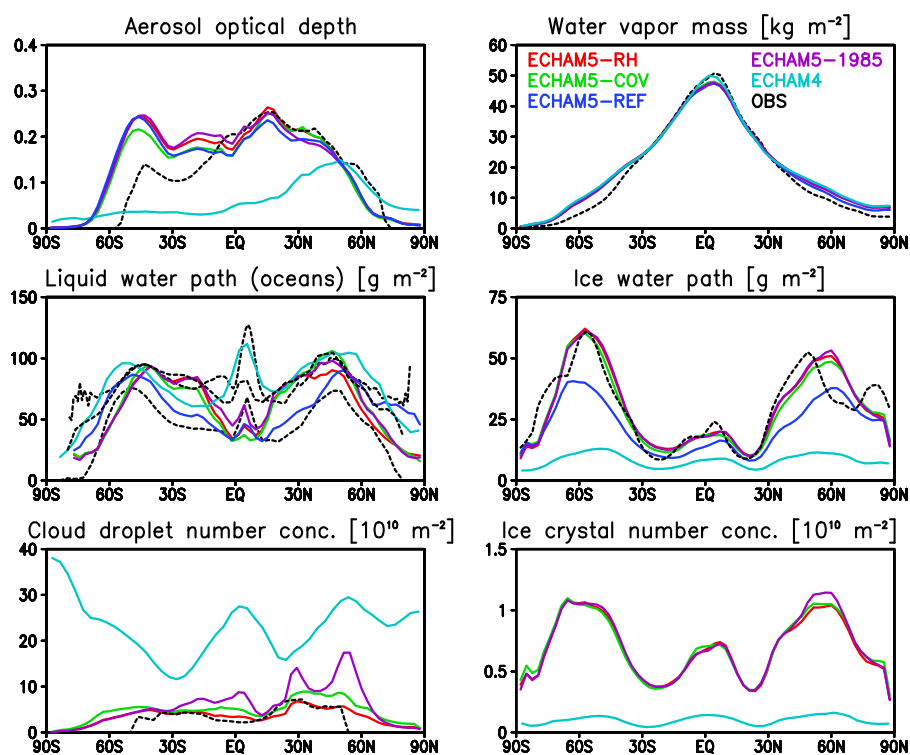 Aerosol optical depth
0.4
0.3
0.2
0.1
0
90S 60S 30S EQ 30N 60N 90N
Water vapor mass [kg m⁻²]
60
50
40
30
20
10
0
ECHAM5-RH
ECHAM5-COV
ECHAM5-REF
ECHAM5-1985
ECHAM4
OBS
90S 60S 30S EQ 30N 60N 90N
Liquid water path (oceans) [g m⁻²]
150
100
50
0
90S 60S 30S EQ 30N 60N 90N
Ice water path [g m⁻²]
75
50
25
0
90S 60S 30S EQ 30N 60N 90N
Cloud droplet number conc. [10¹⁰ m⁻²]
40
30
20
10
0
90S 60S 30S EQ 30N 60N 90N
Ice crystal number conc. [10¹⁰ m⁻²]
1.5
1
0.5
0
90S 60S 30S EQ 30N 60N 90N